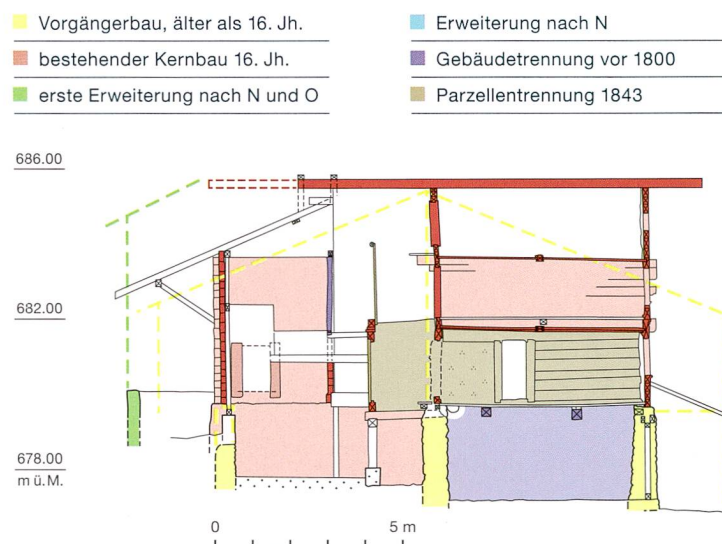 Vorgängerbau, älter als 16. Jh.
bestehender Kernbau 16. Jh.
erste Erweiterung nach N und O
Erweiterung nach N
Gebäudetrennung vor 1800
Parzellentrennung 1843
686.00
682.00
678.00
m ü.M.
0 5 m